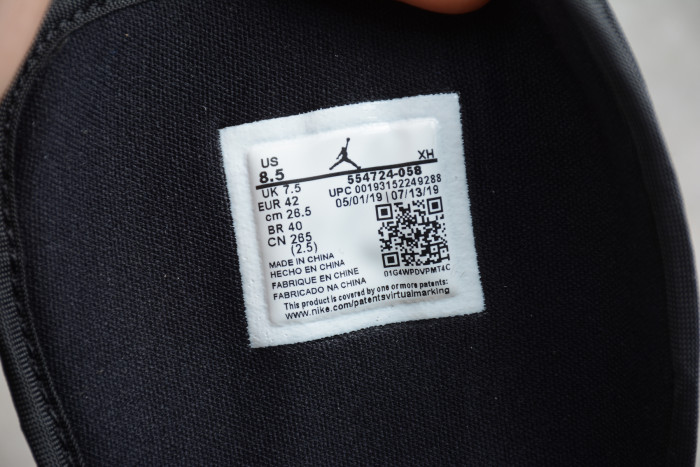 US
8.5
XH
UK 7.5
EUR 42
cm 26.5
BR 40
CN 265
(2.5)
554724-058
UPC 00193152249288
05/01/19 | 07/13/19
01G4WPDVPMT4C
MADE IN CHINA
HECHO EN CHINA
FABRIQUE EN CHINE
FABRICADO NA CHINA
This product is covered by one or more patents:
www.nike.com/patentsvirtualmarking